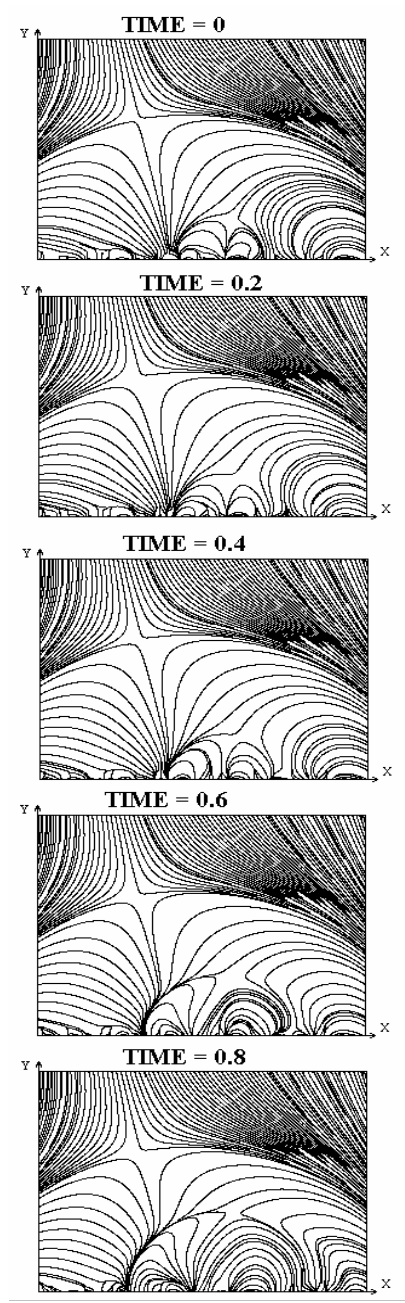 TIME = 0
Y
X
TIME = 0.2
Y
X
TIME = 0.4
Y
X
TIME = 0.6
Y
X
TIME = 0.8
Y
X